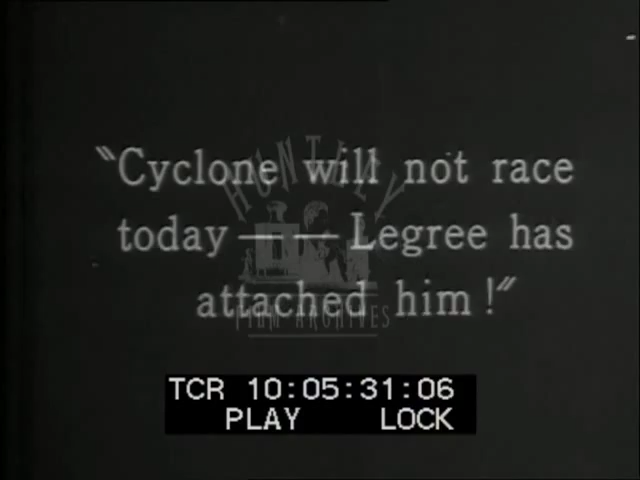 “Cyclone will not race
today — — Legree has
attached him!”
HUNTLEY
FILM ARCHIVES
TCR 10:05:31:06
PLAY LOCK